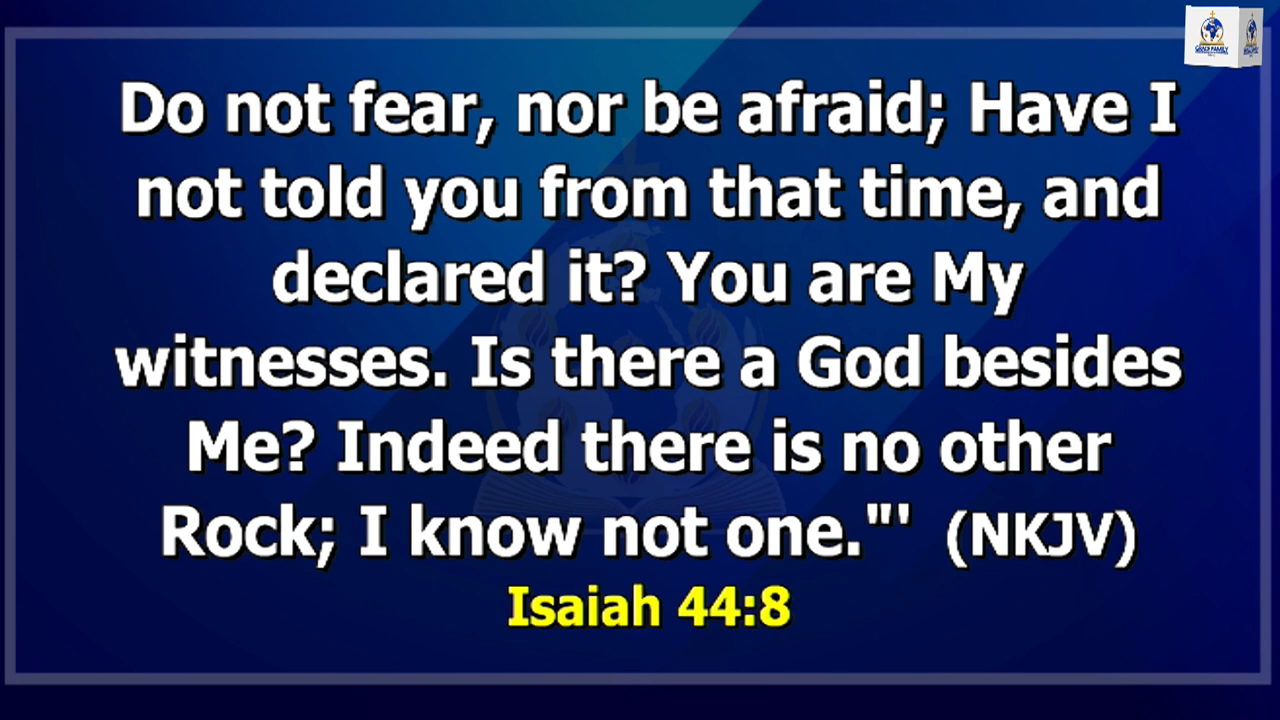 Do not fear, nor be afraid; Have I
not told you from that time, and
declared it? You are My
witnesses. Is there a God besides
Me? Indeed there is no other
Rock; I know not one."' (NKJV)
Isaiah 44:8
GRACE FAMILY